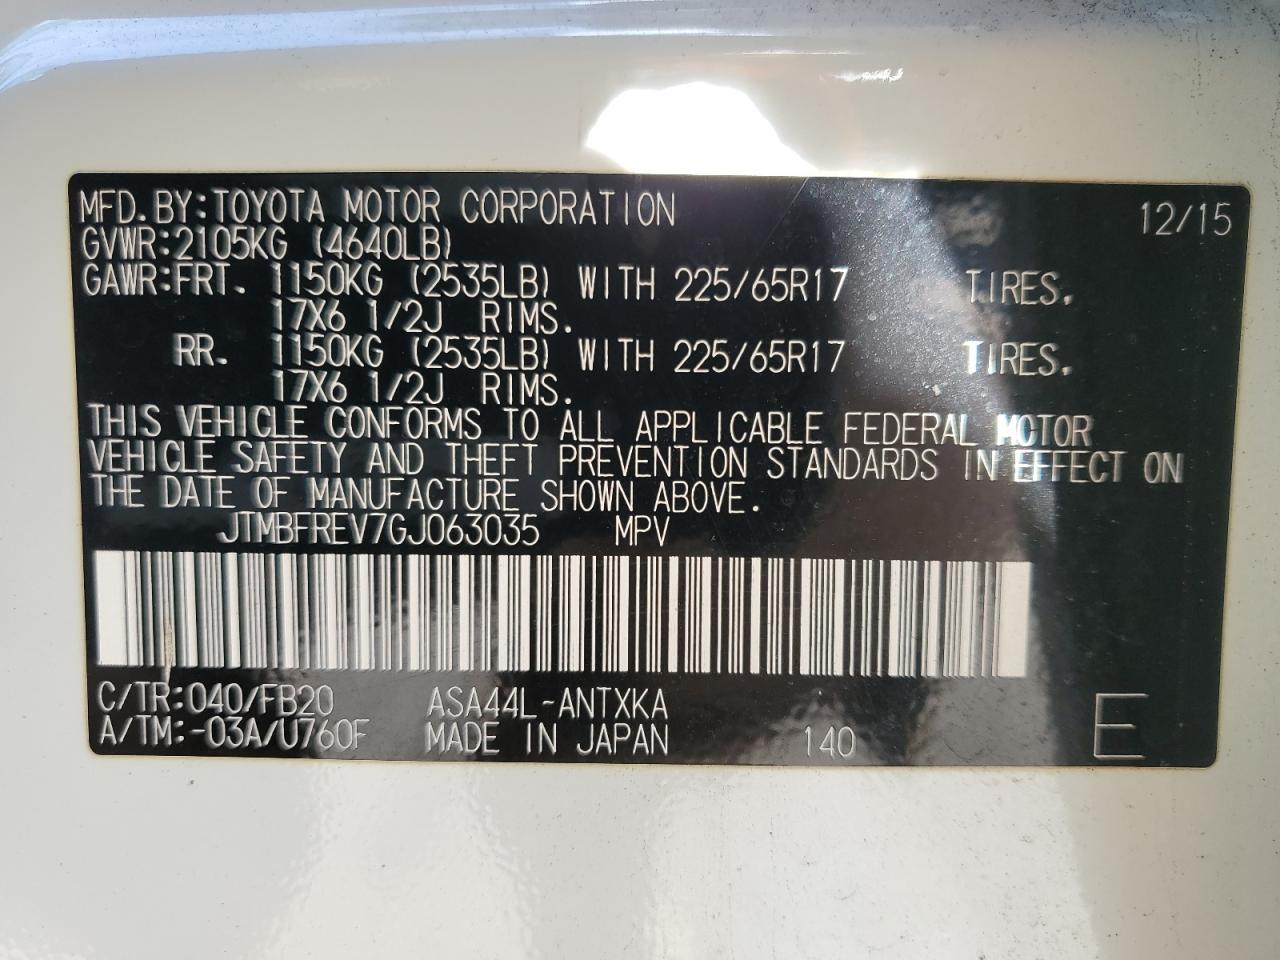 MFD. BY:TOYOTA MOTOR CORPORATION 12/15
GVWR:2105KG (4640LB)
GAWR:FRT. 1150KG (2535LB) WITH 225/65R17 TIRES.
17X6 1/2J RIMS.
RR. 1150KG (2535LB) WITH 225/65R17 TIRES.
17X6 1/2J RIMS.
THIS VEHICLE CONFORMS TO ALL APPLICABLE FEDERAL MOTOR
VEHICLE SAFETY AND THEFT PREVENTION STANDARDS IN EFFECT ON
THE DATE OF MANUFACTURE SHOWN ABOVE.
JTMBFREV7GJ063035 MPV
C/TR:040/FB20 ASA44L-ANTXKA
A/TM:-03A/U760F MADE IN JAPAN 140 E